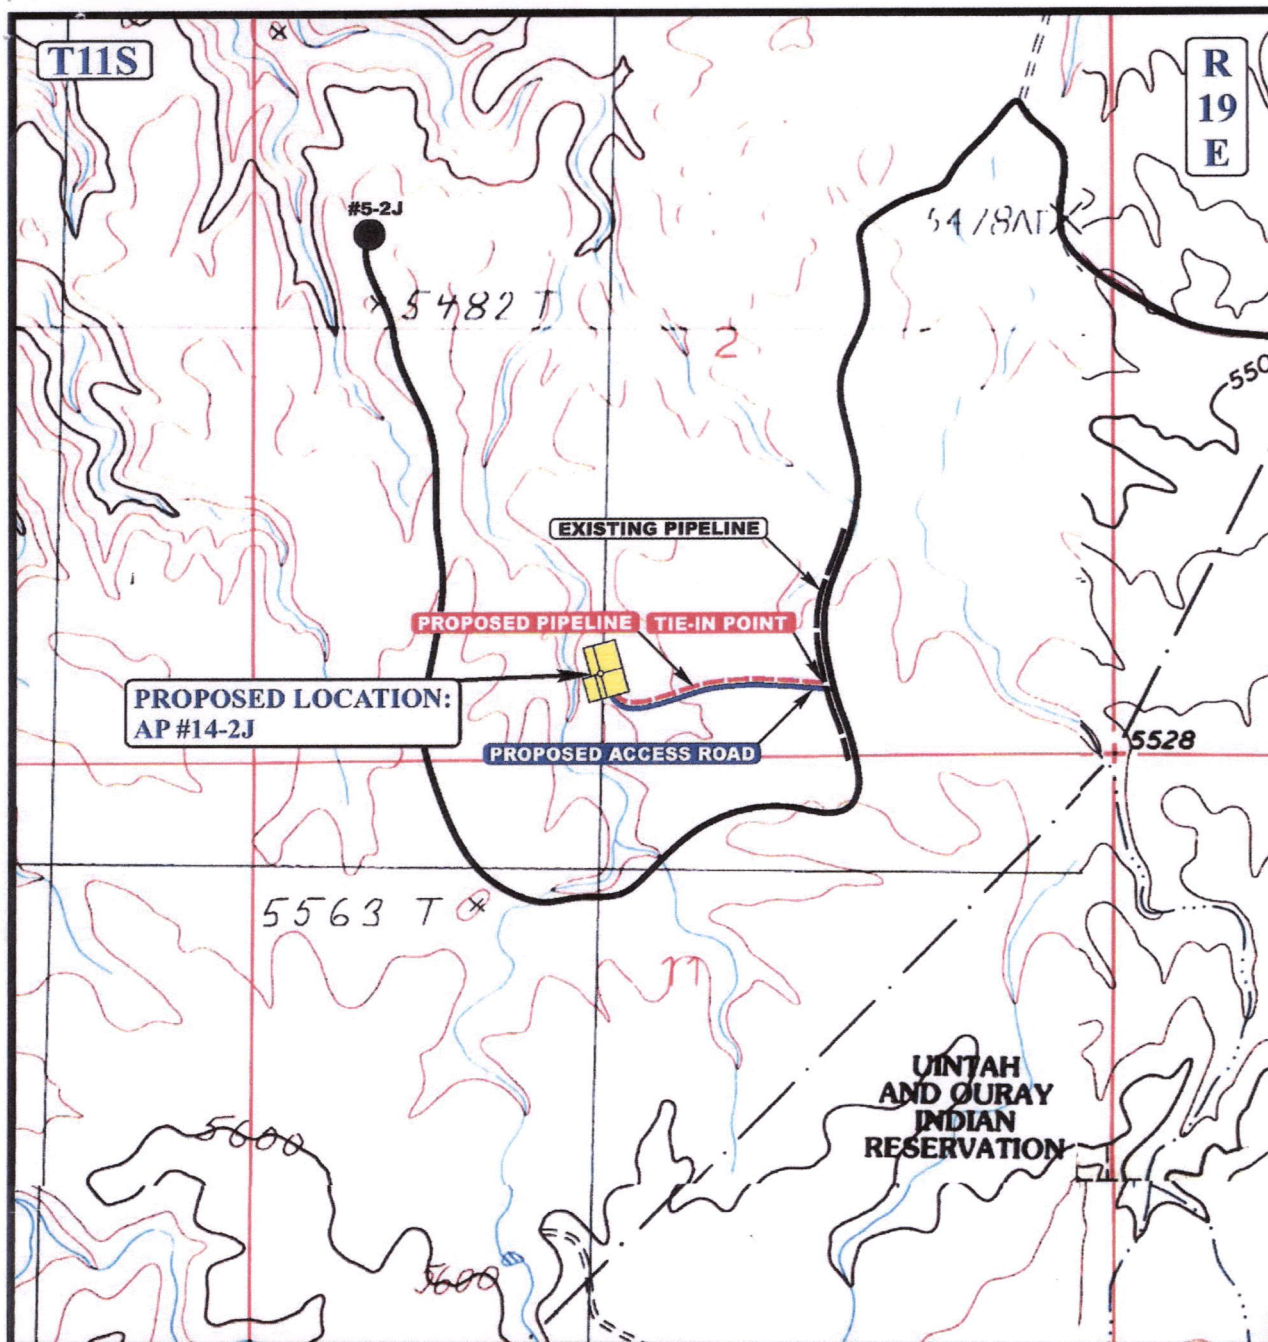 T11S
R
19
E
#5-2J
5482 T
2
550
EXISTING PIPELINE
PROPOSED PIPELINE
TIE-IN POINT
PROPOSED LOCATION:
AP #14-2J
PROPOSED ACCESS ROAD
5528
5563 T
11
UINTAH
AND OURAY
INDIAN
RESERVATION
5600
5600